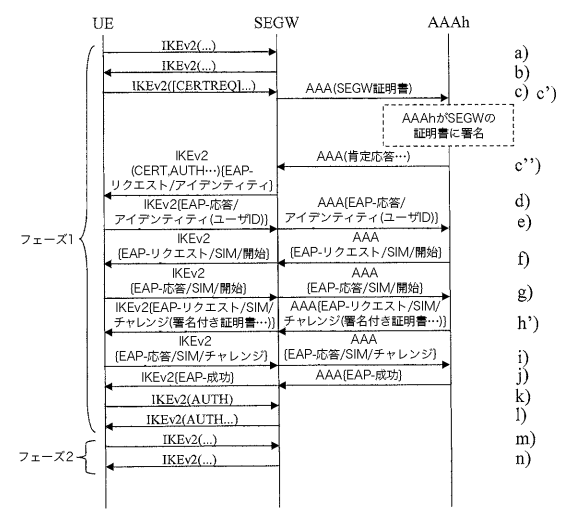 UE SEGW AAAh
IKEv2(...) a)
IKEv2(...) b)
IKEv2([CERTREQ]...) AAA(SEGW証明書) c) c')
AAAhがSEGWの
証明書に署名
IKEv2 AAA(肯定応答…) c'')
(CERT,AUTH…){EAP-
リクエスト/アイデンティティ}
IKEv2{EAP-応答/ AAA{EAP-応答/ d)
アイデンティティ(ユーザID)} アイデンティティ(ユーザID)} e)
IKEv2 AAA
{EAP-リクエスト/SIM/開始} {EAP-リクエスト/SIM/開始} f)
フェーズ1
IKEv2 AAA
{EAP-応答/SIM/開始} {EAP-応答/SIM/開始} g)
IKEv2{EAP-リクエスト/SIM/ AAA{EAP-リクエスト/SIM/
チャレンジ(署名付き証明書…)} チャレンジ(署名付き証明書…)} h')
IKEv2 AAA
{EAP-応答/SIM/チャレンジ} {EAP-応答/SIM/チャレンジ} i)
IKEv2{EAP-成功} AAA{EAP-成功} j)
IKEv2(AUTH) k)
IKEv2(AUTH...) l)
IKEv2(...) m)
フェーズ2
IKEv2(...) n)